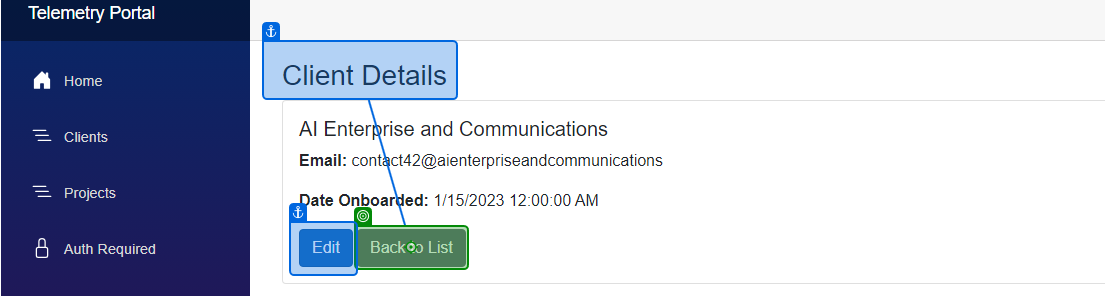 Telemetry Portal
Home
Clients
Projects
Auth Required
Client Details
AI Enterprise and Communications
Email: contact42@aienterpriseandcommunications
Date Onboarded: 1/15/2023 12:00:00 AM
Edit Back to List